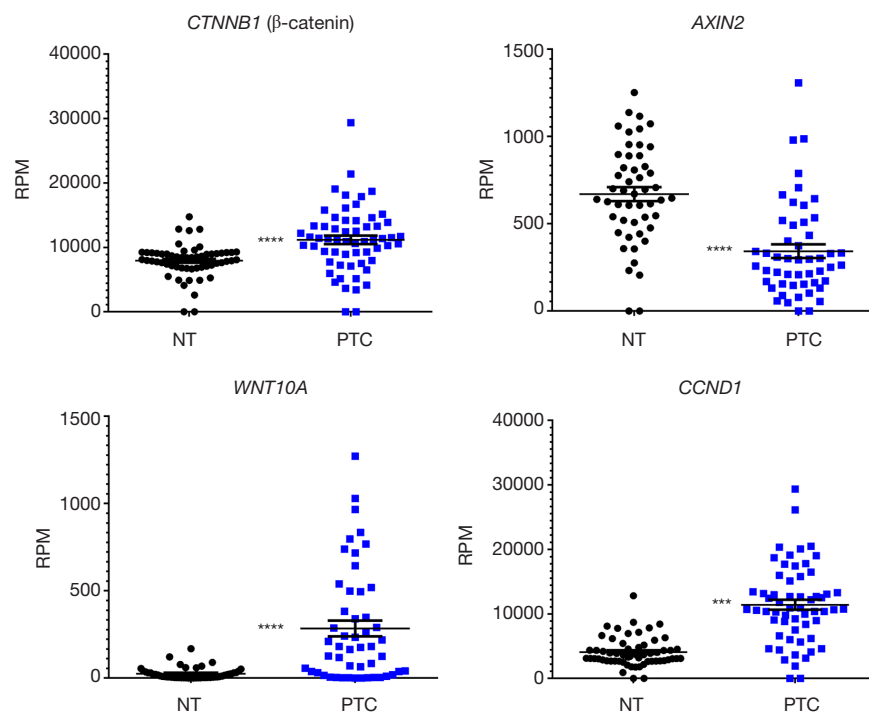 CTNNB1 (β-catenin)
40000
30000
20000
10000
0
RPM
****
NT
PTC
AXIN2
1500
1000
500
0
RPM
****
NT
PTC
WNT10A
1500
1000
500
0
RPM
****
NT
PTC
CCND1
40000
30000
20000
10000
0
RPM
***
NT
PTC